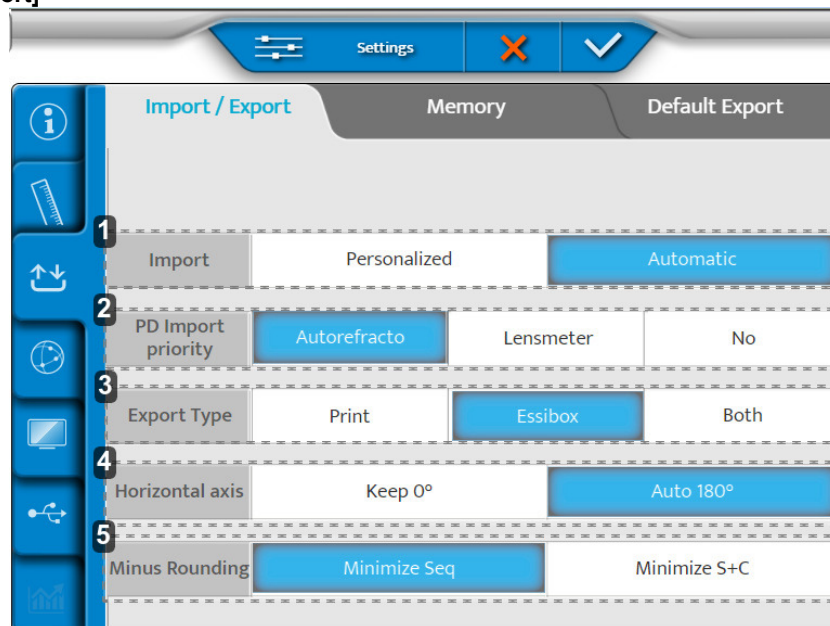 Settings
Import / Export Memory Default Export
1
Import Personalized Automatic
2
PD Import
priority Autorefracto Lensmeter No
3
Export Type Print Essibox Both
4
Horizontal axis Keep 0° Auto 180°
5
Minus Rounding Minimize Seq Minimize S+C